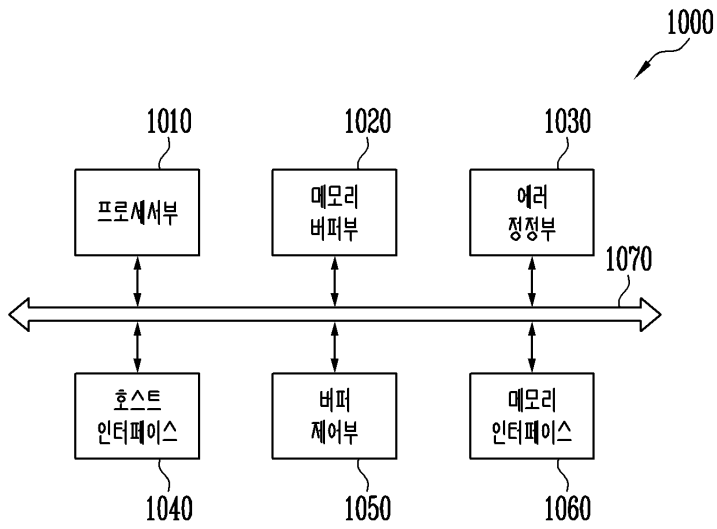 1000
1010
1020
1030
프로세서부
메모리
버퍼부
에러
정정부
1070
호스트
인터페이스
버퍼
제어부
메모리
인터페이스
1040
1050
1060